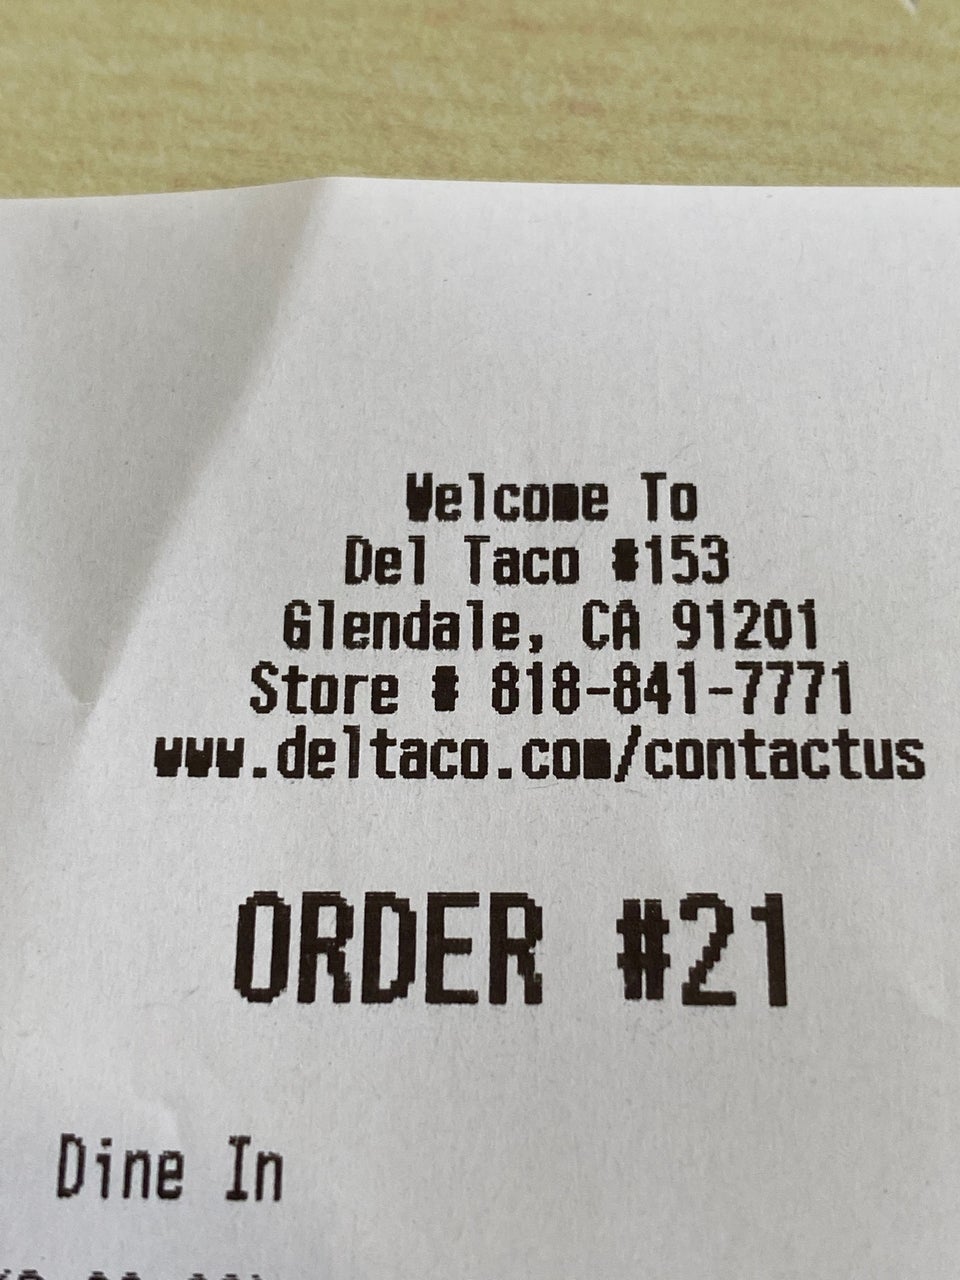 Welcome To
Del Taco #153
Glendale, CA 91201
Store # 818-841-7771
www.deltaco.com/contactus
ORDER #21
Dine In